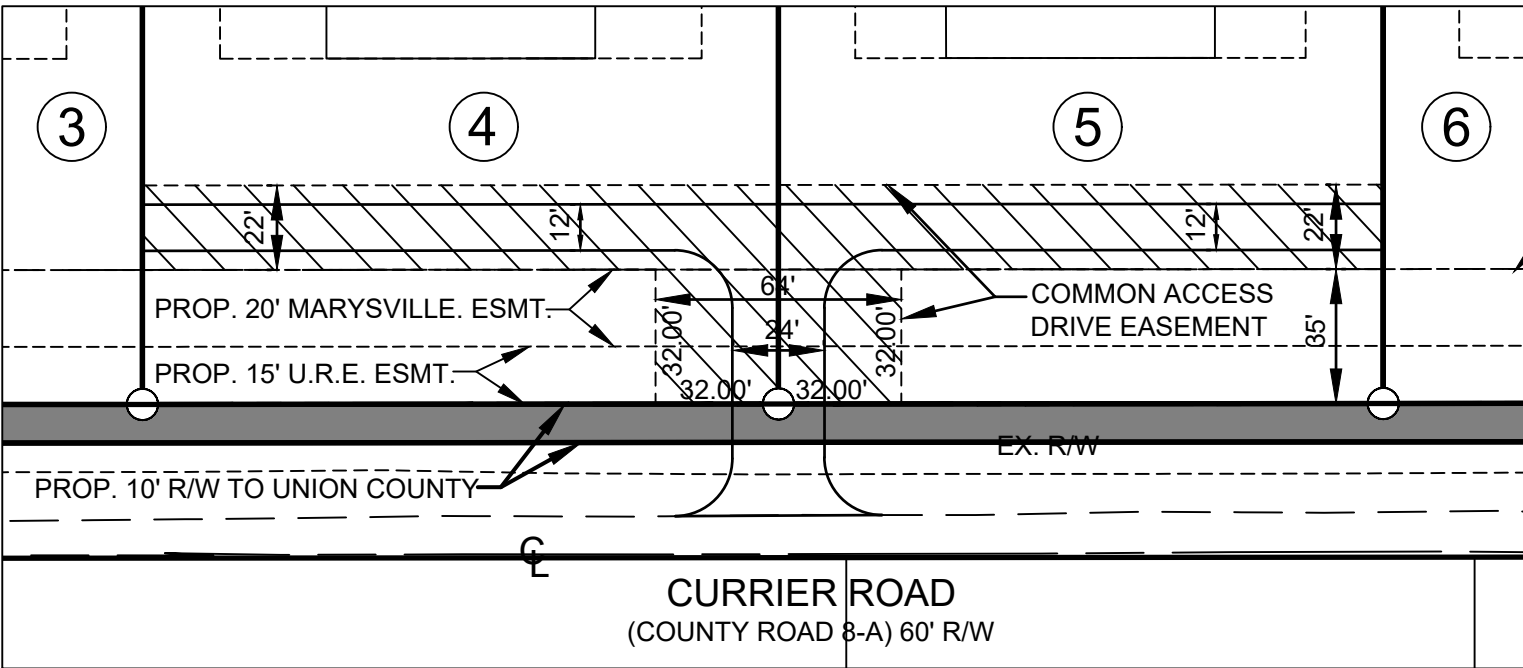 3
4
5
6
22'
12'
12'
22'
64'
PROP. 20' MARYSVILLE. ESMT.
COMMON ACCESS
DRIVE EASEMENT
32.00'
24'
32.00'
35'
PROP. 15' U.R.E. ESMT.
32.00'
32.00'
EX. R/W
PROP. 10' R/W TO UNION COUNTY
CL
CURRIER ROAD
(COUNTY ROAD 8-A) 60' R/W